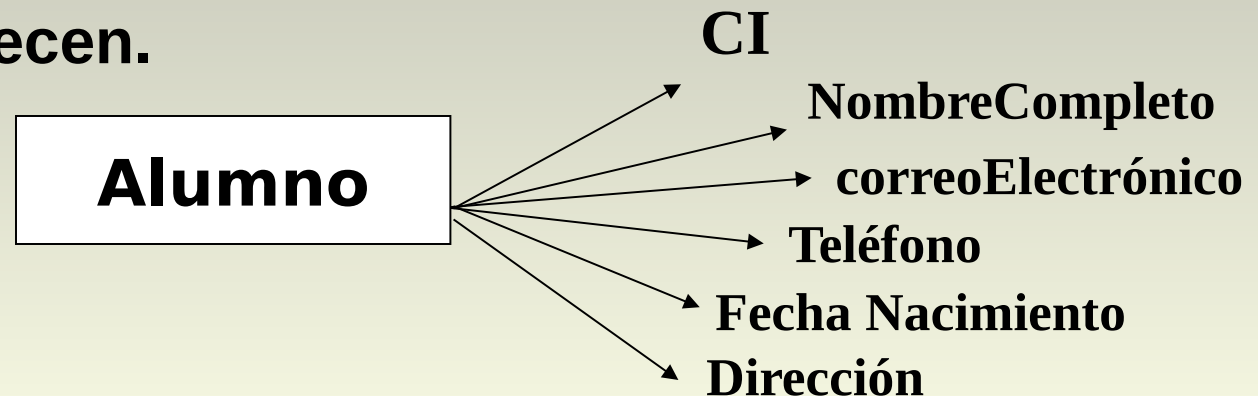 ecen.
Alumno
CI
NombreCompleto
correoElectrónico
Teléfono
Fecha Nacimiento
Dirección